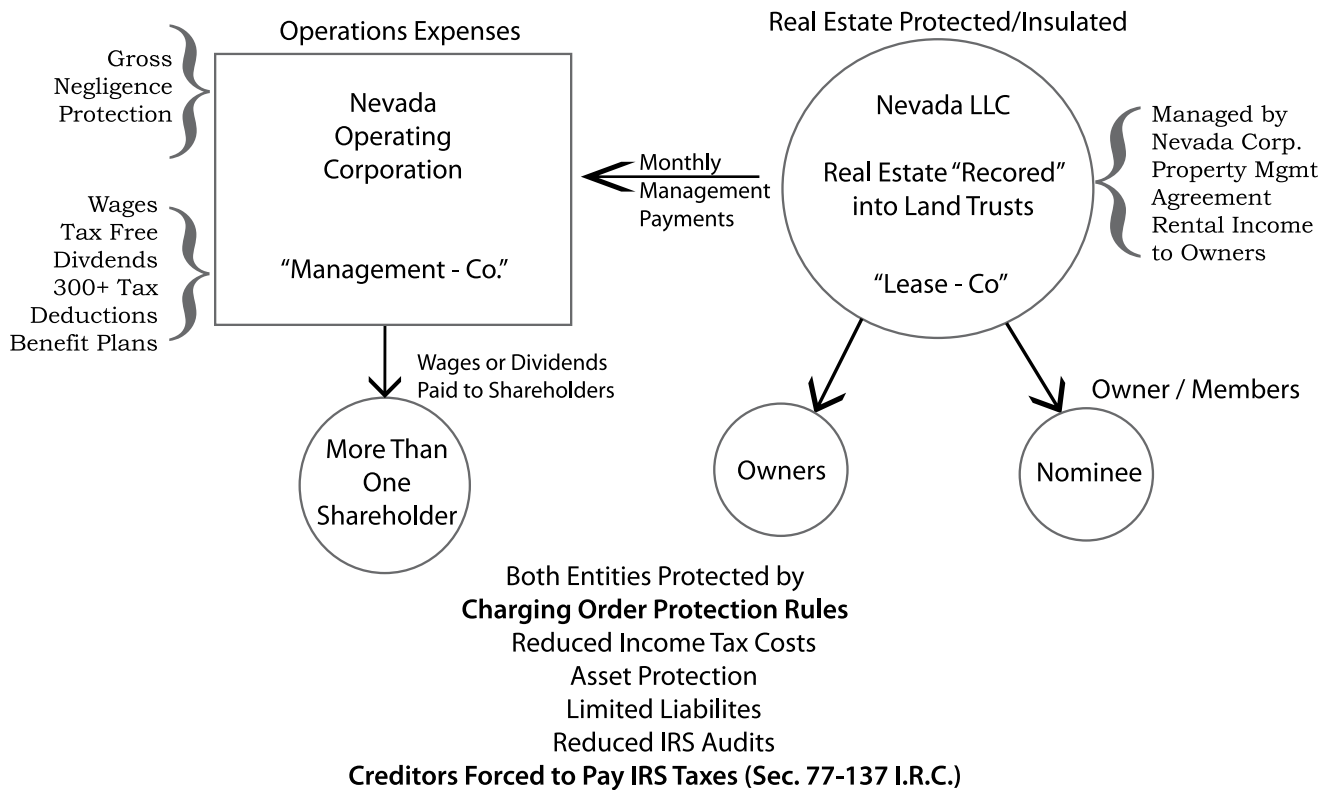 Operations Expenses
Gross
Negligence
Protection
Nevada
Operating
Corporation
"Management - Co."
Wages
Tax Free
Divdends
300+ Tax
Deductions
Benefit Plans
Monthly
Management
Payments
Real Estate Protected/Insulated
Nevada LLC
Real Estate "Recored"
into Land Trusts
"Lease - Co"
Managed by
Nevada Corp.
Property Mgmt
Agreement
Rental Income
to Owners
Wages or Dividends
Paid to Shareholders
More Than
One
Shareholder
Owners
Owner / Members
Nominee
Both Entities Protected by
Charging Order Protection Rules
Reduced Income Tax Costs
Asset Protection
Limited Liabilites
Reduced IRS Audits
Creditors Forced to Pay IRS Taxes (Sec. 77-137 I.R.C.)